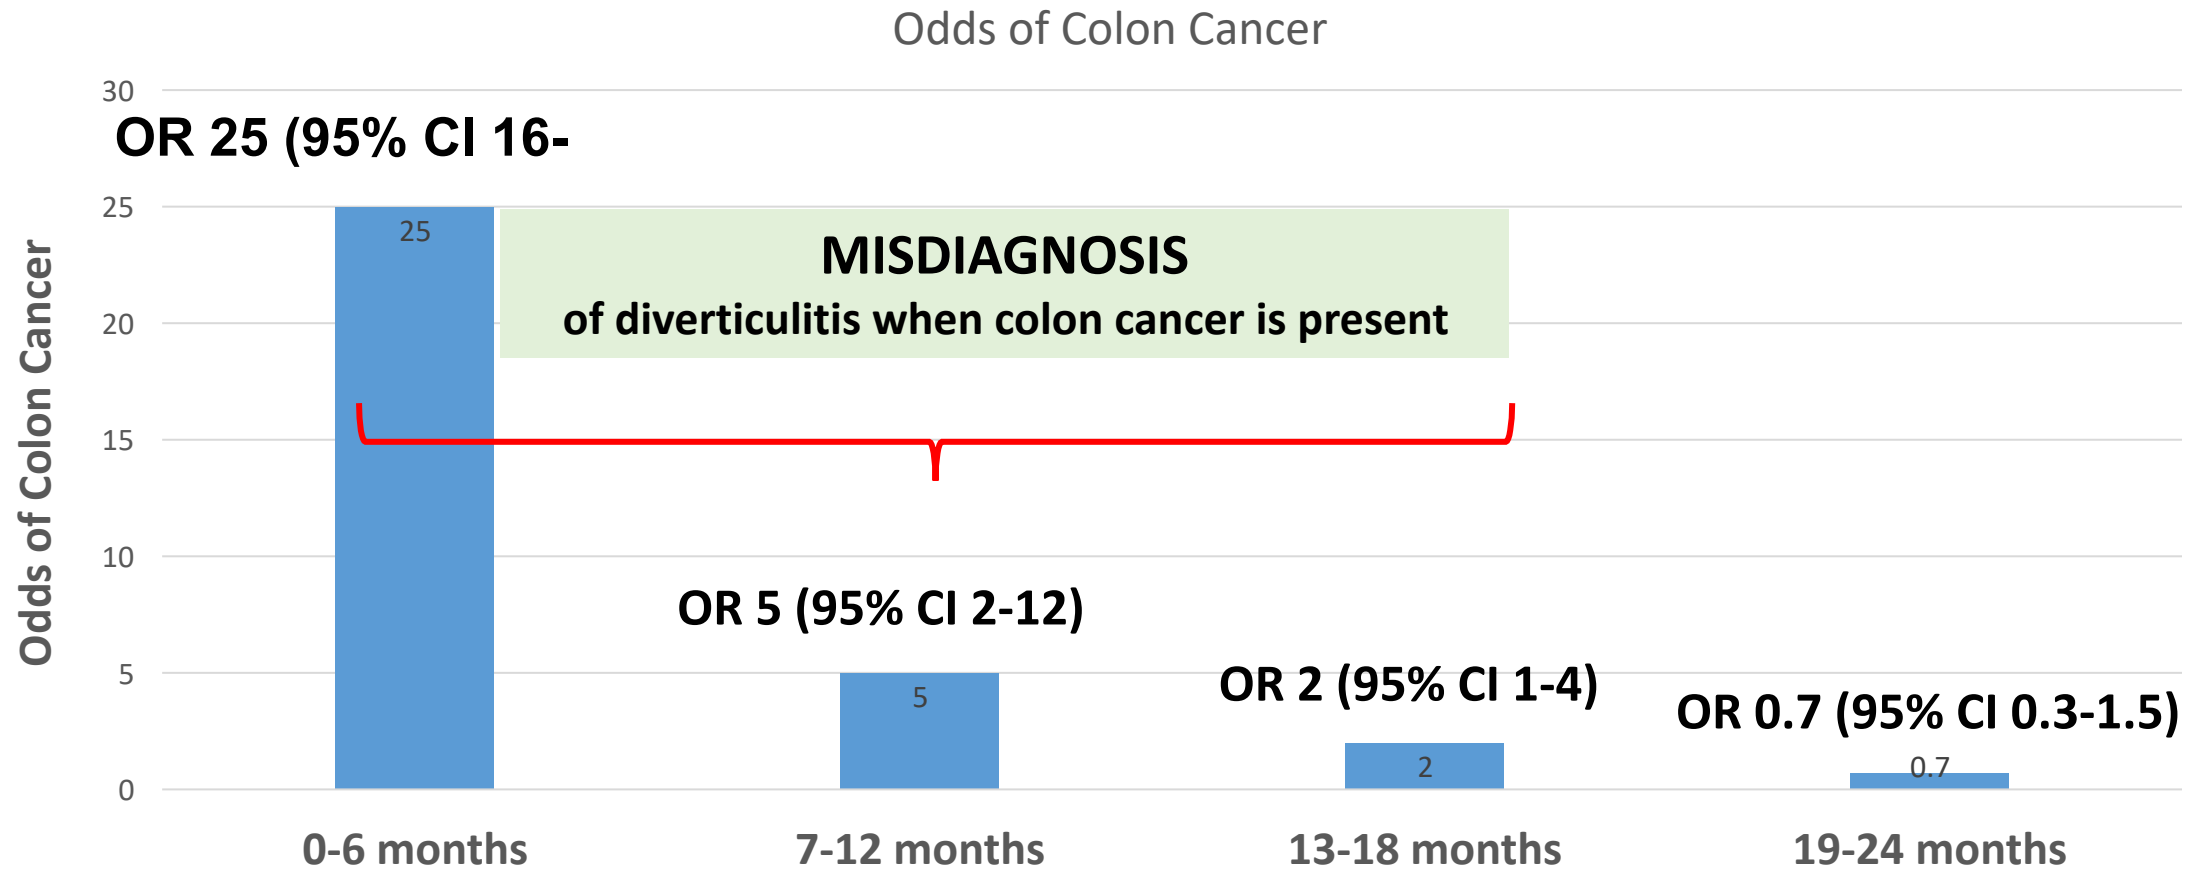 Odds of Colon Cancer
30
OR 25 (95% CI 16-
25
25
MISDIAGNOSIS
of diverticulitis when colon cancer is present
20
15
10
OR 5 (95% CI 2-12)
OR 2 (95% CI 1-4)
OR 0.7 (95% CI 0.3-1.5)
5
5
2
0.7
0
Odds of Colon Cancer
0-6 months
7-12 months
13-18 months
19-24 months